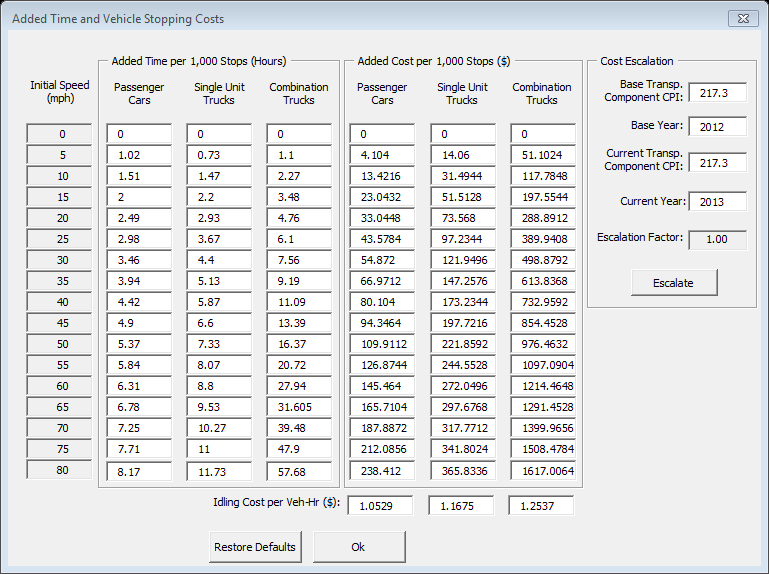 Added Time and Vehicle Stopping Costs
Added Time per 1,000 Stops (Hours) Added Cost per 1,000 Stops ($) Cost Escalation
Initial Speed (mph) Passenger Cars Single Unit Trucks Combination Trucks Passenger Cars Single Unit Trucks Combination Trucks
0 0 0 0 0 0 0
5 1.02 0.73 1.1 4.104 14.06 51.1024
10 1.51 1.47 2.27 13.4216 31.4944 117.7848
15 2 2.2 3.48 23.0432 51.5128 197.5544
20 2.49 2.93 4.76 33.0448 73.568 288.8912
25 2.98 3.67 6.1 43.5784 97.2344 389.9408
30 3.46 4.4 7.56 54.872 121.9496 498.8792
35 3.94 5.13 9.19 66.9712 147.2576 613.8368
40 4.42 5.87 11.09 80.104 173.2344 732.9592
45 4.9 6.6 13.39 94.3464 197.7216 854.4528
50 5.37 7.33 16.37 109.9112 221.8592 976.4632
55 5.84 8.07 20.72 126.8744 244.5528 1097.0904
60 6.31 8.8 27.94 145.464 272.0496 1214.4648
65 6.78 9.53 31.605 165.7104 297.6768 1291.4528
70 7.25 10.27 39.48 187.8872 317.7712 1399.9656
75 7.71 11 47.9 212.0856 341.8024 1508.4784
80 8.17 11.73 57.68 238.412 365.8336 1617.0064
Idling Cost per Veh-Hr ($): 1.0529 1.1675 1.2537
Base Transp.
Component CPI: 217.3
Base Year: 2012
Current Transp.
Component CPI: 217.3
Current Year: 2013
Escalation Factor: 1.00
Escalate
Restore Defaults Ok